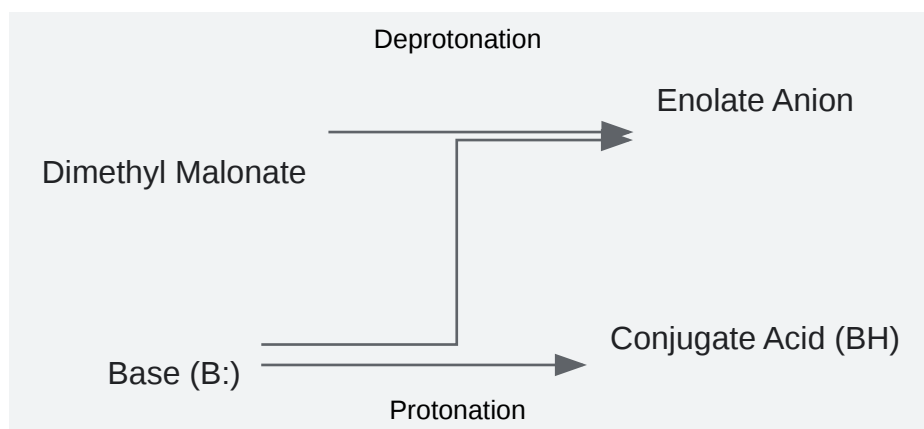 Deprotonation
Enolate Anion
Dimethyl Malonate
Conjugate Acid (BH)
Base (B:)
Protonation